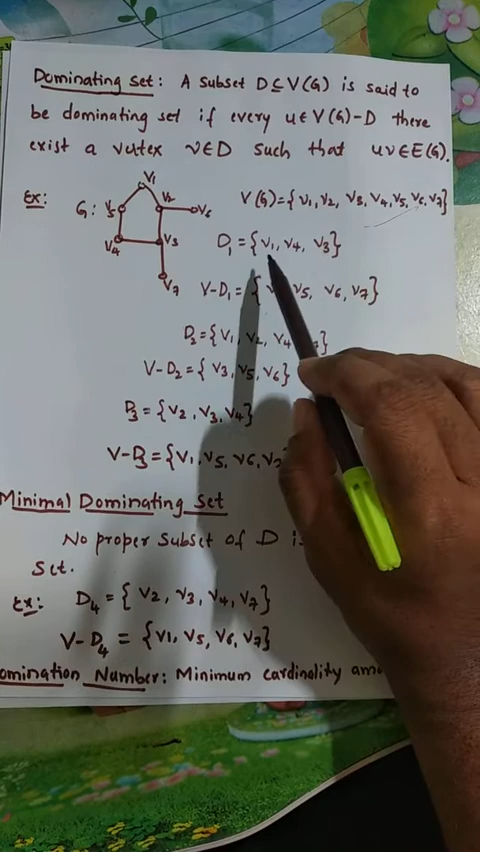 Dominating set: A subset D⊆V(G) is said to
be dominating set if every u∈V(G)-D there
exist a vertex v∈D such that uv∈E(G).
Ex:
G:
V1
V5
V2
V6
V4
V3
V7
V(G)={V1,V2, V3,V4,V5,V6,V7}
D1={V1,V4, V3}
V-D1={ V5, V6, V7}
D2={V1, V2, V4 }
V-D2={V3,V5,V6}
D3={V2,V3,V4}
V-D3={V1,V5,V6,V7
Minimal Dominating Set
No proper subset of D is
Set.
Ex: D4={V2,V3,V4,V7}
V-D4={V1,V5,V6,V7}
omination Number: Minimum cardinality